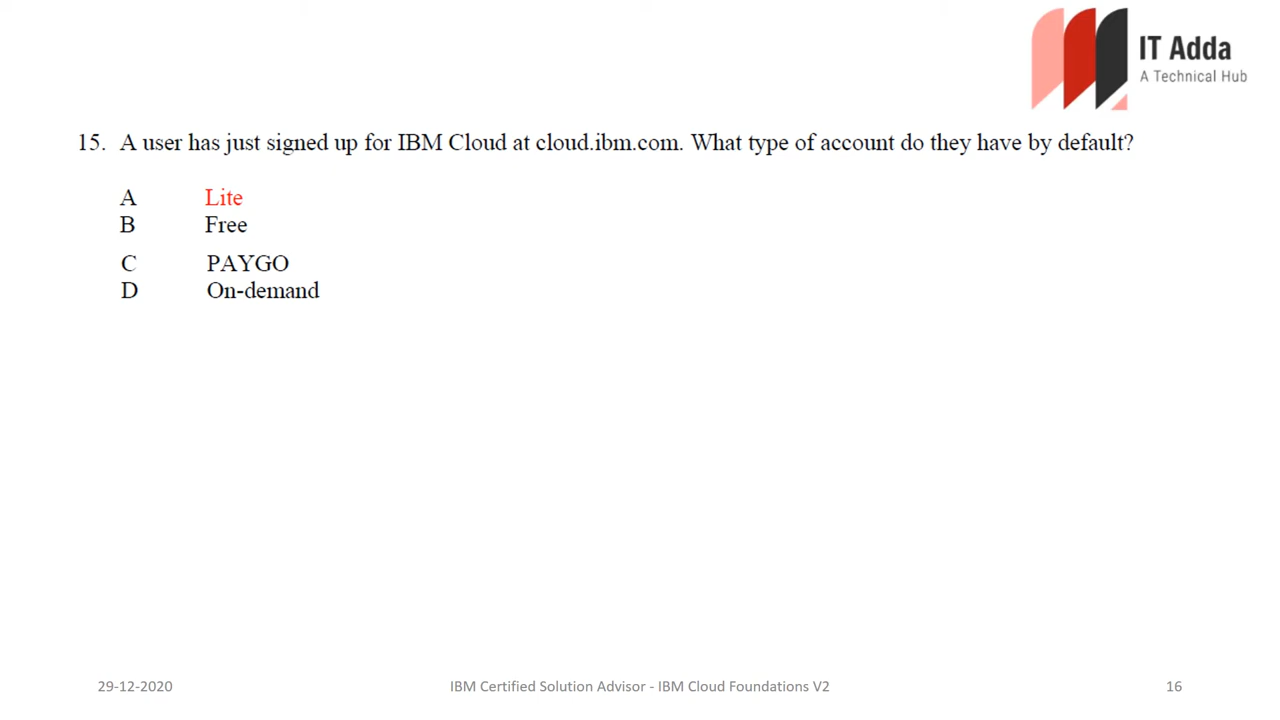 IT Adda
A Technical Hub
15. A user has just signed up for IBM Cloud at cloud.ibm.com. What type of account do they have by default?
A Lite
B Free
C PAYGO
D On-demand
29-12-2020 IBM Certified Solution Advisor - IBM Cloud Foundations V2 16